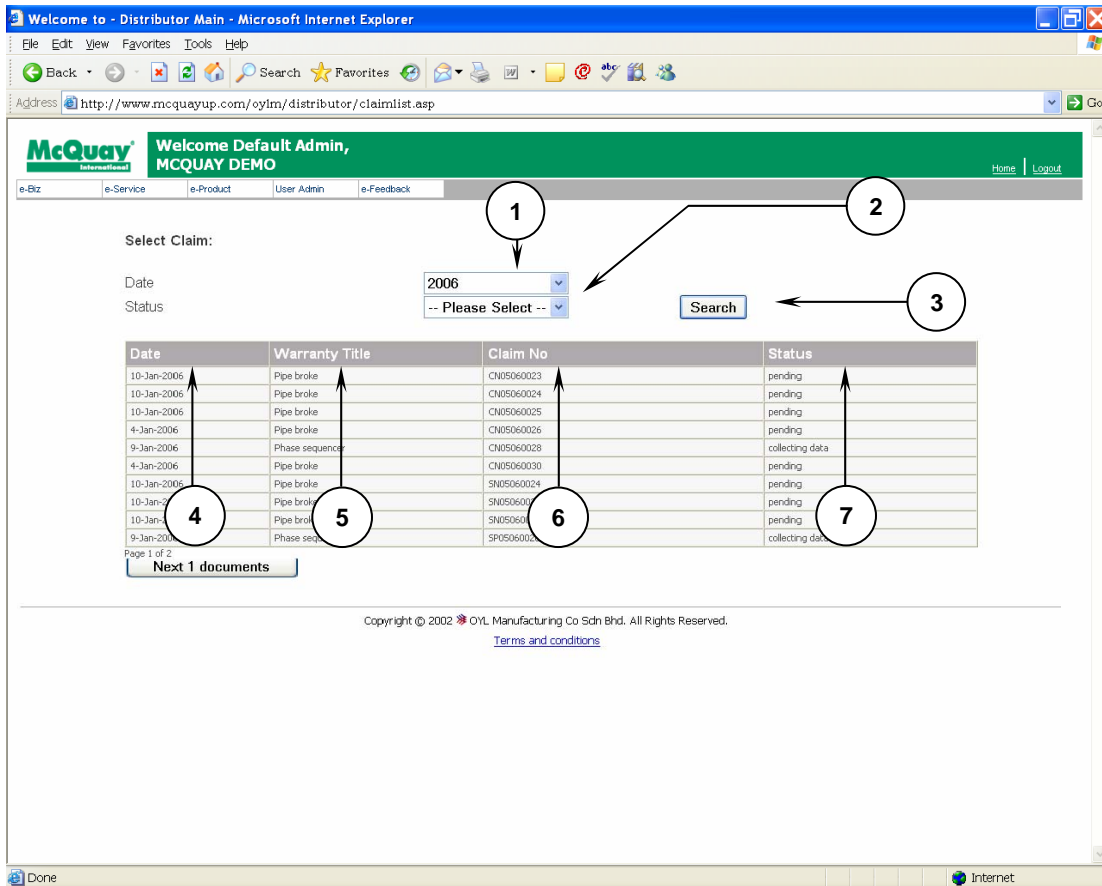 Welcome to - Distributor Main - Microsoft Internet Explorer
File Edit View Favorites Tools Help
Back Search Favorites
Address http://www.mcquayup.com/oylm/distributor/claimlist.asp Go
McQuay International
Welcome Default Admin,
MCQUAY DEMO
Home Logout
e-Biz e-Service e-Product User Admin e-Feedback
1
2
Select Claim:
Date 2006
Status -- Please Select -- Search
3
Date Warranty Title Claim No Status
10-Jan-2006 Pipe broke CN05060023 pending
10-Jan-2006 Pipe broke CN05060024 pending
10-Jan-2006 Pipe broke CN05060025 pending
4-Jan-2006 Pipe broke CN05060026 pending
9-Jan-2006 Phase sequencer CN05060028 collecting data
4-Jan-2006 Pipe broke CN05060030 pending
10-Jan-2006 Pipe broke SN05060024 pending
Pipe broke pending
Pipe pending
Phase collecting
4 5 6 7
Page 1 of 2
Next 1 documents
Copyright © 2002 OYL Manufacturing Co Sdn Bhd. All Rights Reserved.
Terms and conditions
Done Internet